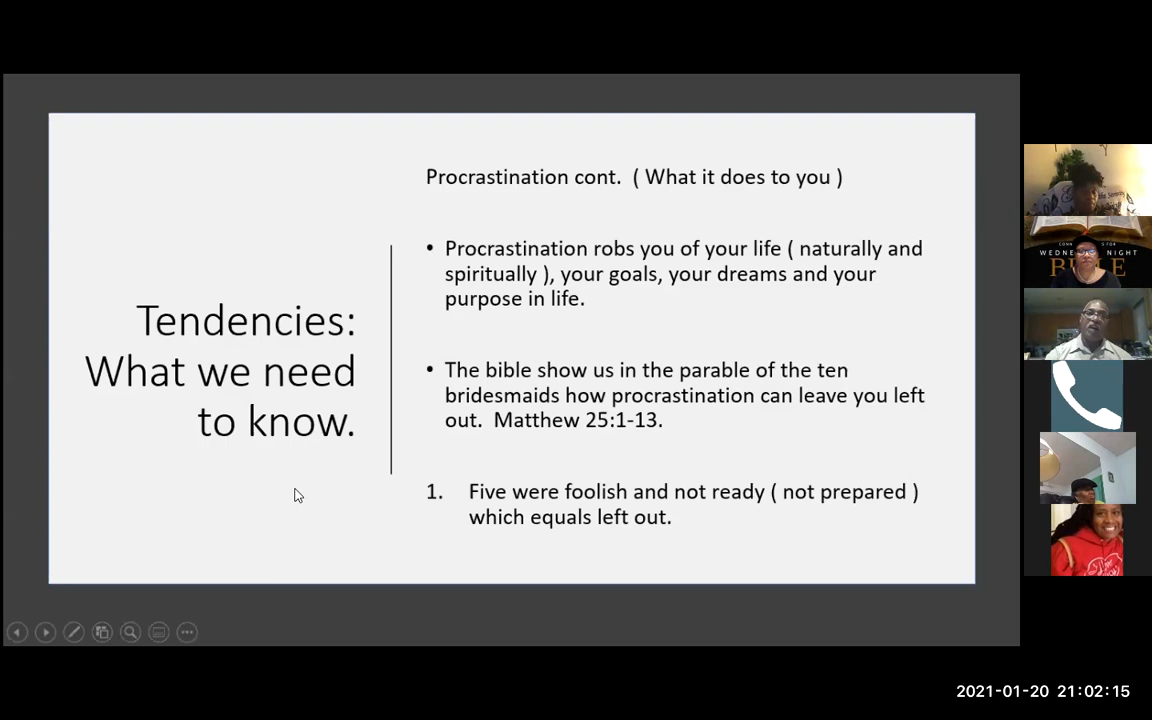 Procrastination cont. ( What it does to you )
• Procrastination robs you of your life ( naturally and
spiritually ), your goals, your dreams and your
purpose in life.
Tendencies:
What we need
to know.
• The bible show us in the parable of the ten
bridesmaids how procrastination can leave you left
out. Matthew 25:1-13.
1. Five were foolish and not ready ( not prepared )
which equals left out.
WEDNE NIGHT
2021-01-20 21:02:15